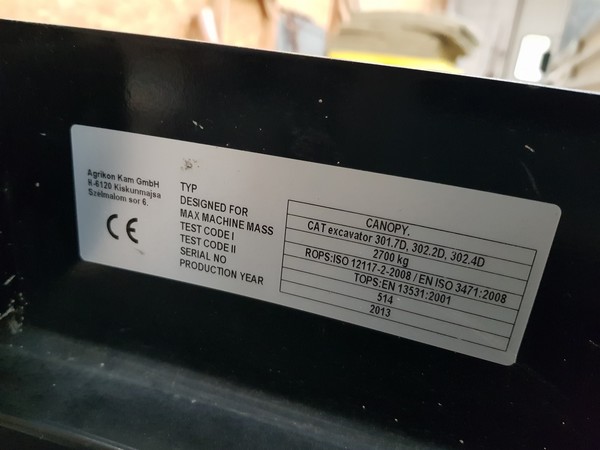 Agrikon Kam GmbH
H-6120 Kiskunmajsa
Szelmalom sor 6.
CE
TYP CANOPY.
DESIGNED FOR CAT excavator 301.7D, 302.2D, 302.4D
MAX MACHINE MASS 2700 kg
TEST CODE I ROPS:ISO 12117-2-2008 / EN ISO 3471:2008
TEST CODE II TOPS:EN 13531:2001
SERIAL NO 514
PRODUCTION YEAR 2013